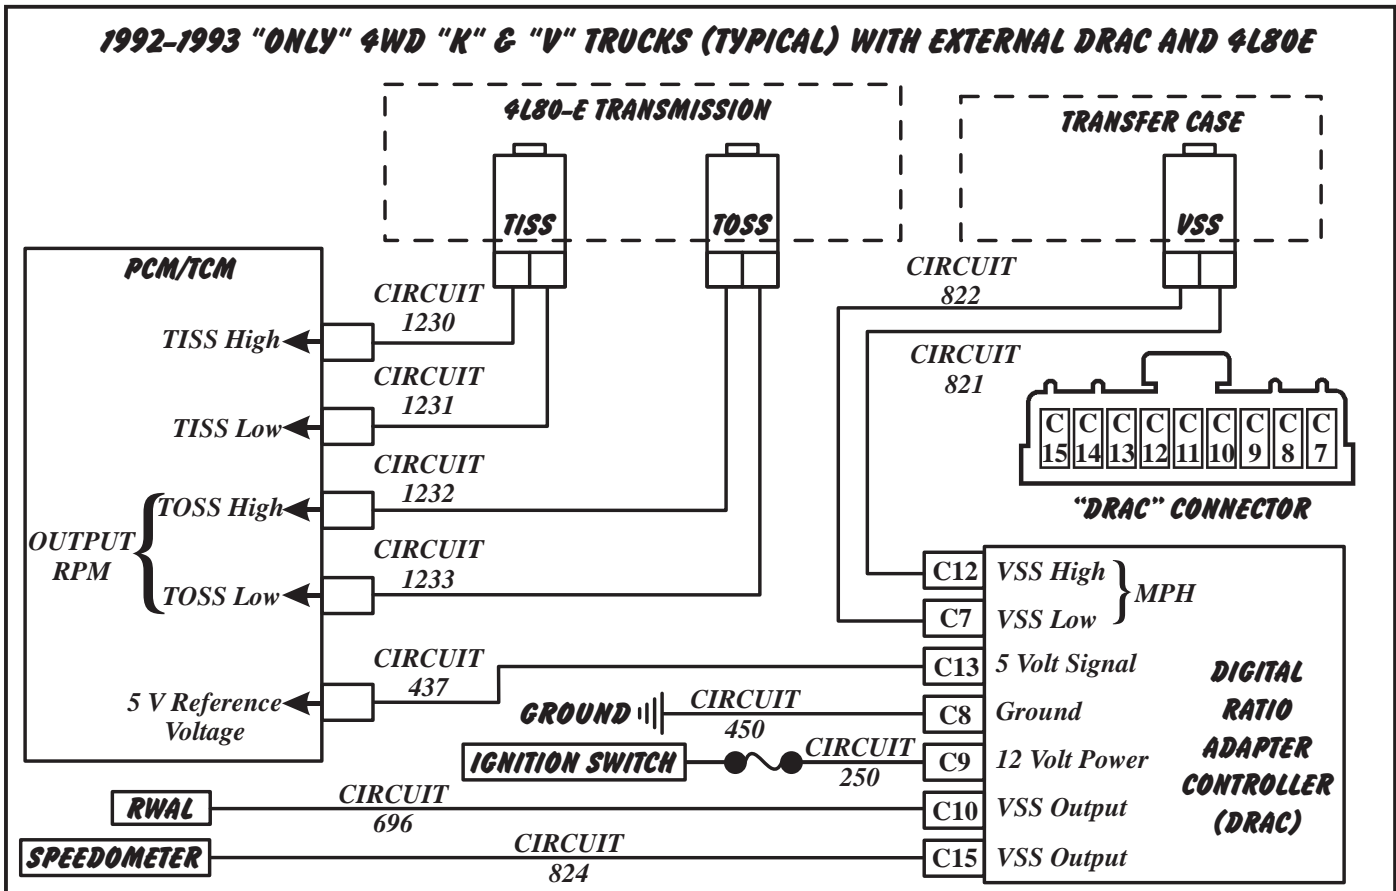 1992-1993 "ONLY" 4WD "K" & "V" TRUCKS (TYPICAL) WITH EXTERNAL DRAC AND 4L80E
4L80-E TRANSMISSION
TRANSFER CASE
TISS
TOSS
VSS
PCM/TCM
TISS High
TISS Low
OUTPUT
RPM
TOSS High
TOSS Low
5 V Reference
Voltage
CIRCUIT
1230
CIRCUIT
1231
CIRCUIT
1232
CIRCUIT
1233
CIRCUIT
437
CIRCUIT
822
CIRCUIT
821
C C C C C C C C C
15 14 13 12 11 10 9 8 7
"DRAC" CONNECTOR
C12 VSS High
C7 VSS Low
MPH
C13 5 Volt Signal
GROUND
CIRCUIT
450
C8 Ground
IGNITION SWITCH
CIRCUIT
250
C9 12 Volt Power
RWAL
CIRCUIT
696
C10 VSS Output
SPEEDOMETER
CIRCUIT
824
C15 VSS Output
DIGITAL
RATIO
ADAPTER
CONTROLLER
(DRAC)